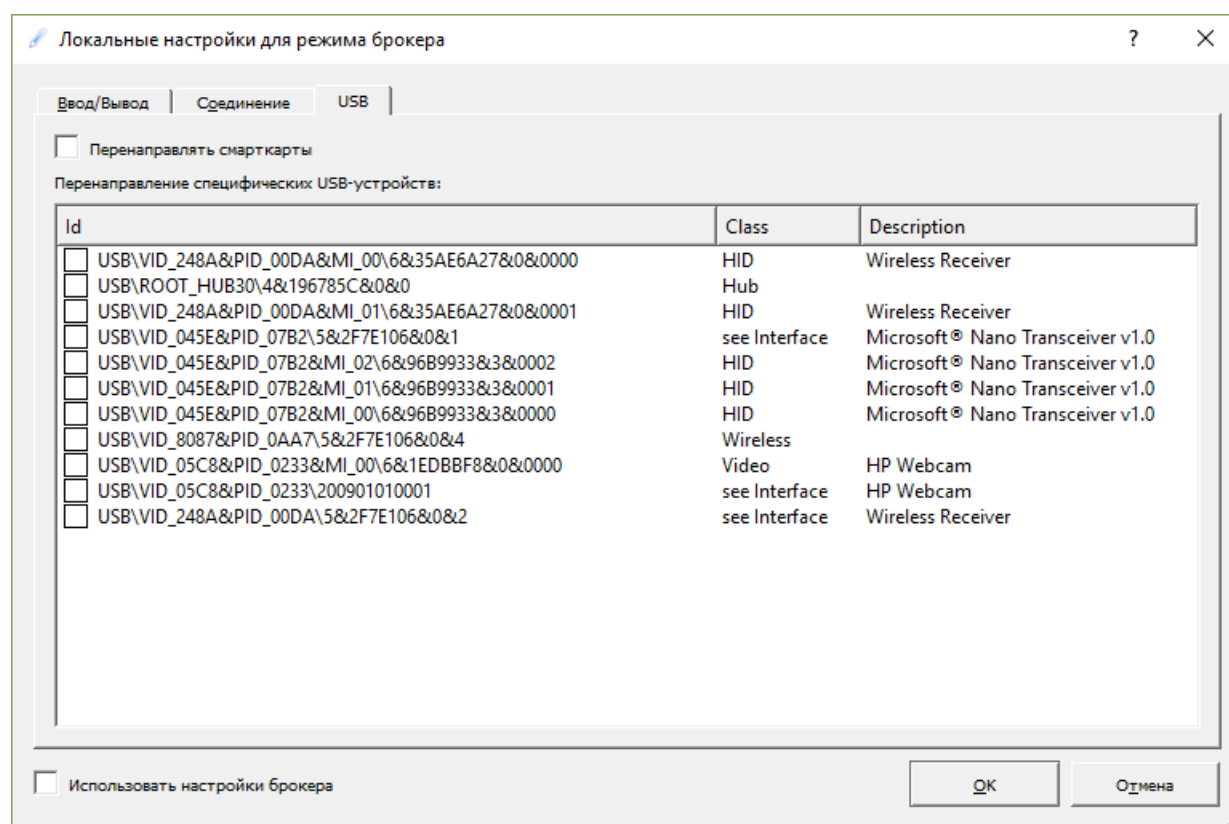 Локальные настройки для режима брокера ?
Ввод/Вывод Соединение USB
Перенаправлять смарткарты
Перенаправление специфических USB-устройств:
Id Class Description
USB\VID_248A&PID_00DA&MI_00\6&35AE6A27&0&0000 HID Wireless Receiver
USB\ROOT_HUB30\4&196785C&0&0 Hub
USB\VID_248A&PID_00DA&MI_01\6&35AE6A27&0&0001 HID Wireless Receiver
USB\VID_045E&PID_07B2\5&2F7E106&0&1 see Interface Microsoft® Nano Transceiver v1.0
USB\VID_045E&PID_07B2&MI_02\6&96B9933&3&0002 HID Microsoft® Nano Transceiver v1.0
USB\VID_045E&PID_07B2&MI_01\6&96B9933&3&0001 HID Microsoft® Nano Transceiver v1.0
USB\VID_045E&PID_07B2&MI_00\6&96B9933&3&0000 HID Microsoft® Nano Transceiver v1.0
USB\VID_8087&PID_0AA7\5&2F7E106&0&4 Wireless
USB\VID_05C8&PID_0233&MI_00\6&1EDBBF8&0&0000 Video HP Webcam
USB\VID_05C8&PID_0233\200901010001 see Interface HP Webcam
USB\VID_248A&PID_00DA\5&2F7E106&0&2 see Interface Wireless Receiver
Использовать настройки брокера OK Отмена